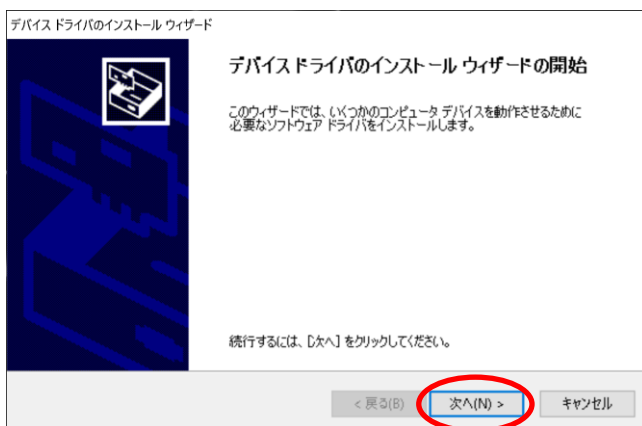 デバイス ドライバのインストール ウィザード
デバイス ドライバのインストール ウィザードの開始
このウィザードでは、いくつかのコンピュータ デバイスを動作させるために
必要なソフトウェア ドライバをインストールします。
続行するには、[次へ] をクリックしてください。
< 戻る(B)
次へ(N) >
キャンセル